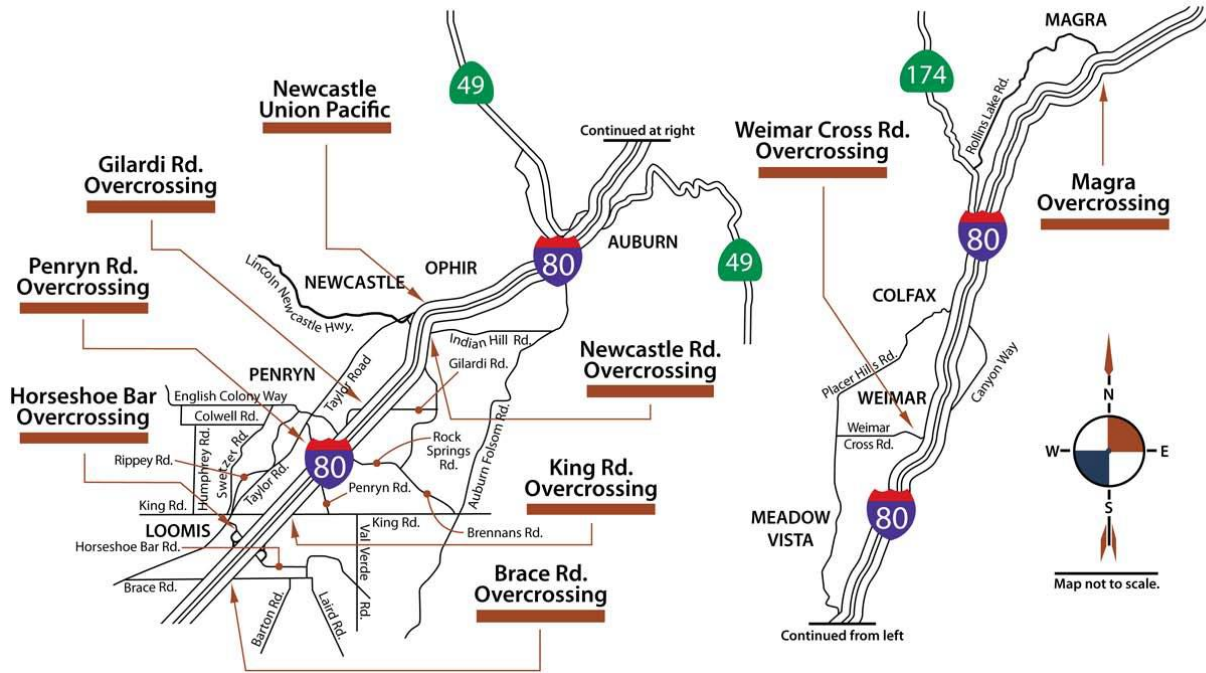 MAGRA
49
174
Newcastle
Union Pacific
Continued at right
Weimar Cross Rd.
Overcrossing
Rollins Lake Rd.
Gilardi Rd.
Overcrossing
Magra
Overcrossing
80
AUBURN
80
49
Penryn Rd.
Overcrossing
OPHIR
NEWCASTLE
Lincoln Newcastle Hwy.
COLFAX
Indian Hill Rd.
Newcastle Rd.
Overcrossing
Gilardi Rd.
Placer Hills Rd.
Canyon Way
PENRYN
Taylor Road
Horseshoe Bar
Overcrossing
English Colony Way
Colwell Rd.
WEIMAR
Weimar
Cross Rd.
N
W
E
S
Humphrey Rd.
Swetzer Rd.
Rippey Rd.
Taylor Rd.
80
Rock
Springs
Rd.
Auburn Folsom Rd.
King Rd.
Overcrossing
Penryn Rd.
King Rd.
King Rd.
Brennans Rd.
80
MEADOW
VISTA
LOOMIS
Horseshoe Bar Rd.
Val Verde Rd.
Brace Rd.
Overcrossing
Brace Rd.
Barton Rd.
Laird Rd.
Map not to scale.
Continued from left